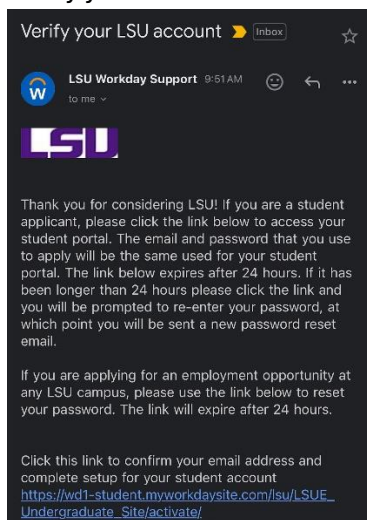 Verify your LSU account
Inbox
LSU Workday Support 9:51 AM
to me
LSU
Thank you for considering LSU! If you are a student
applicant, please click the link below to access your
student portal. The email and password that you use
to apply will be the same used for your student
portal. The link below expires after 24 hours. If it has
been longer than 24 hours please click the link and
you will be prompted to re-enter your password, at
which point you will be sent a new password reset
email.
If you are applying for an employment opportunity at
any LSU campus, please use the link below to reset
your password. The link will expire after 24 hours.
Click this link to confirm your email address and
complete setup for your student account
https://wd1-student.myworkdaysite.com/lsu/LSUE_
Undergraduate_Site/activate/